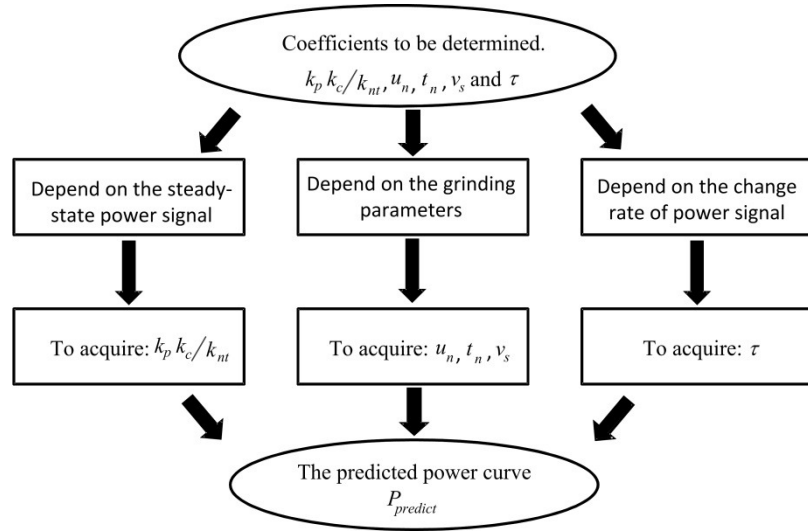 Coefficients to be determined.
k_p k_c/k_nt, u_n, t_n, v_s and τ
Depend on the steady-
state power signal
Depend on the grinding
parameters
Depend on the change
rate of power signal
To acquire: k_p k_c/k_nt
To acquire: u_n, t_n, v_s
To acquire: τ
The predicted power curve
P_predict